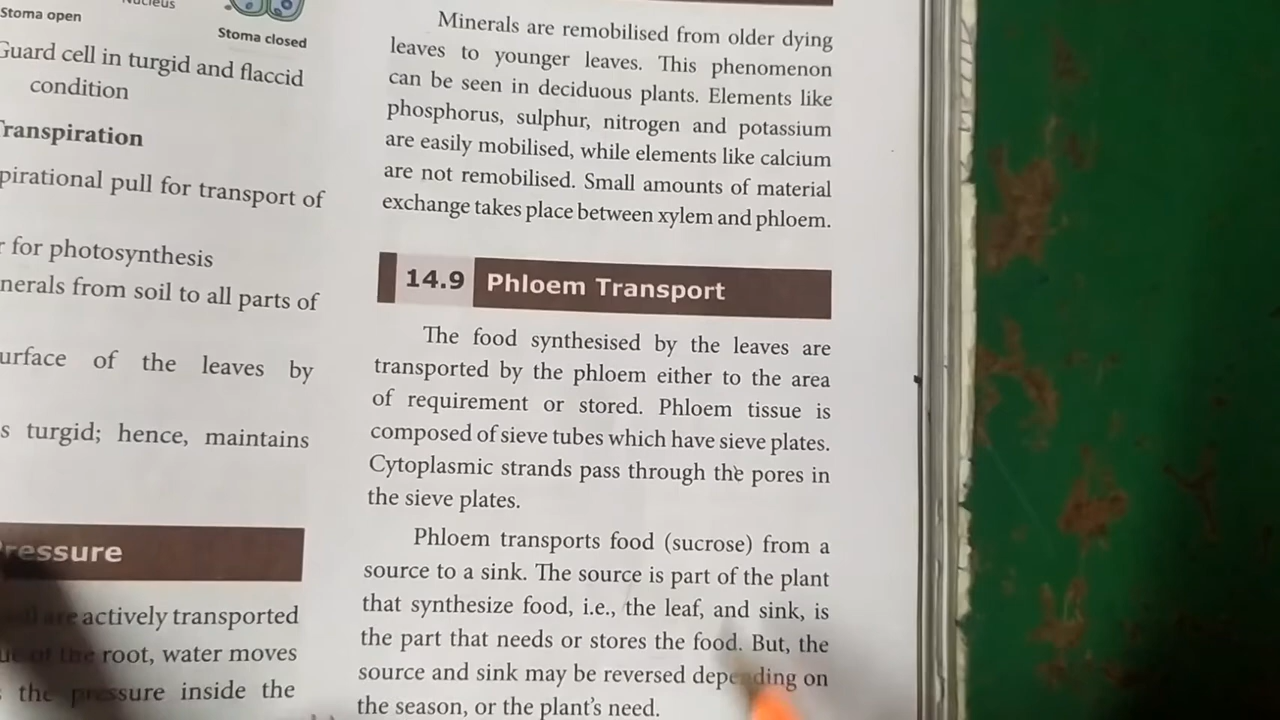 Nucleus
Stoma open
Stoma closed
Guard cell in turgid and flaccid
condition
Transpiration
pirational pull for transport of
r for photosynthesis
nerals from soil to all parts of
urface of the leaves by
s turgid; hence, maintains
ressure
are actively transported
of the root, water moves
the pressure inside the
Minerals are remobilised from older dying
leaves to younger leaves. This phenomenon
can be seen in deciduous plants. Elements like
phosphorus, sulphur, nitrogen and potassium
are easily mobilised, while elements like calcium
are not remobilised. Small amounts of material
exchange takes place between xylem and phloem.
14.9 Phloem Transport
The food synthesised by the leaves are
transported by the phloem either to the area
of requirement or stored. Phloem tissue is
composed of sieve tubes which have sieve plates.
Cytoplasmic strands pass through the pores in
the sieve plates.
Phloem transports food (sucrose) from a
source to a sink. The source is part of the plant
that synthesize food, i.e., the leaf, and sink, is
the part that needs or stores the food. But, the
source and sink may be reversed depending on
the season, or the plant's need.